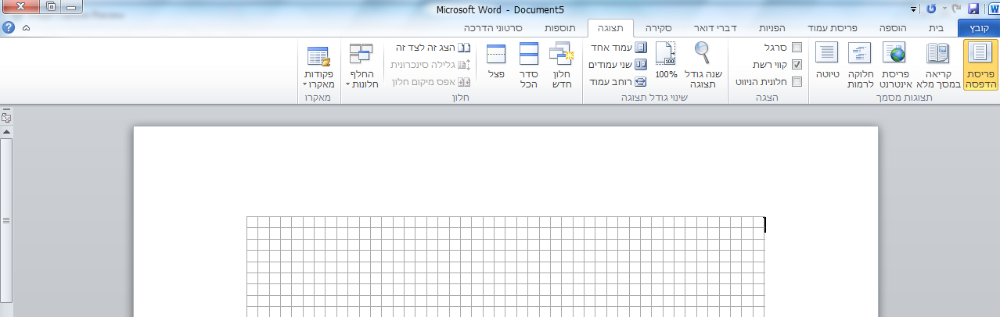 Microsoft Word - Document5
קובץ בית הוספה פריסת עמוד הפניות דברי דואר סקירה תצוגה תוספות סרטוני הדרכה
פריסת הדפסה
קריאה במסך מלא
פריסת אינטרנט
חלוקה לרמות
טיוטה
תצוגות מסמך
סרגל
קווי רשת
חלונית הניווט
הצגה
שנה גודל תצוגה
100%
עמוד אחד
שני עמודים
רוחב עמוד
שינוי גודל תצוגה
חלון חדש
סדר הכל
פצל
הצג זה לצד זה
גלילה סינכרונית
אפס מיקום חלון
החלף חלונות
חלון
פקודות מאקרו
מאקרו